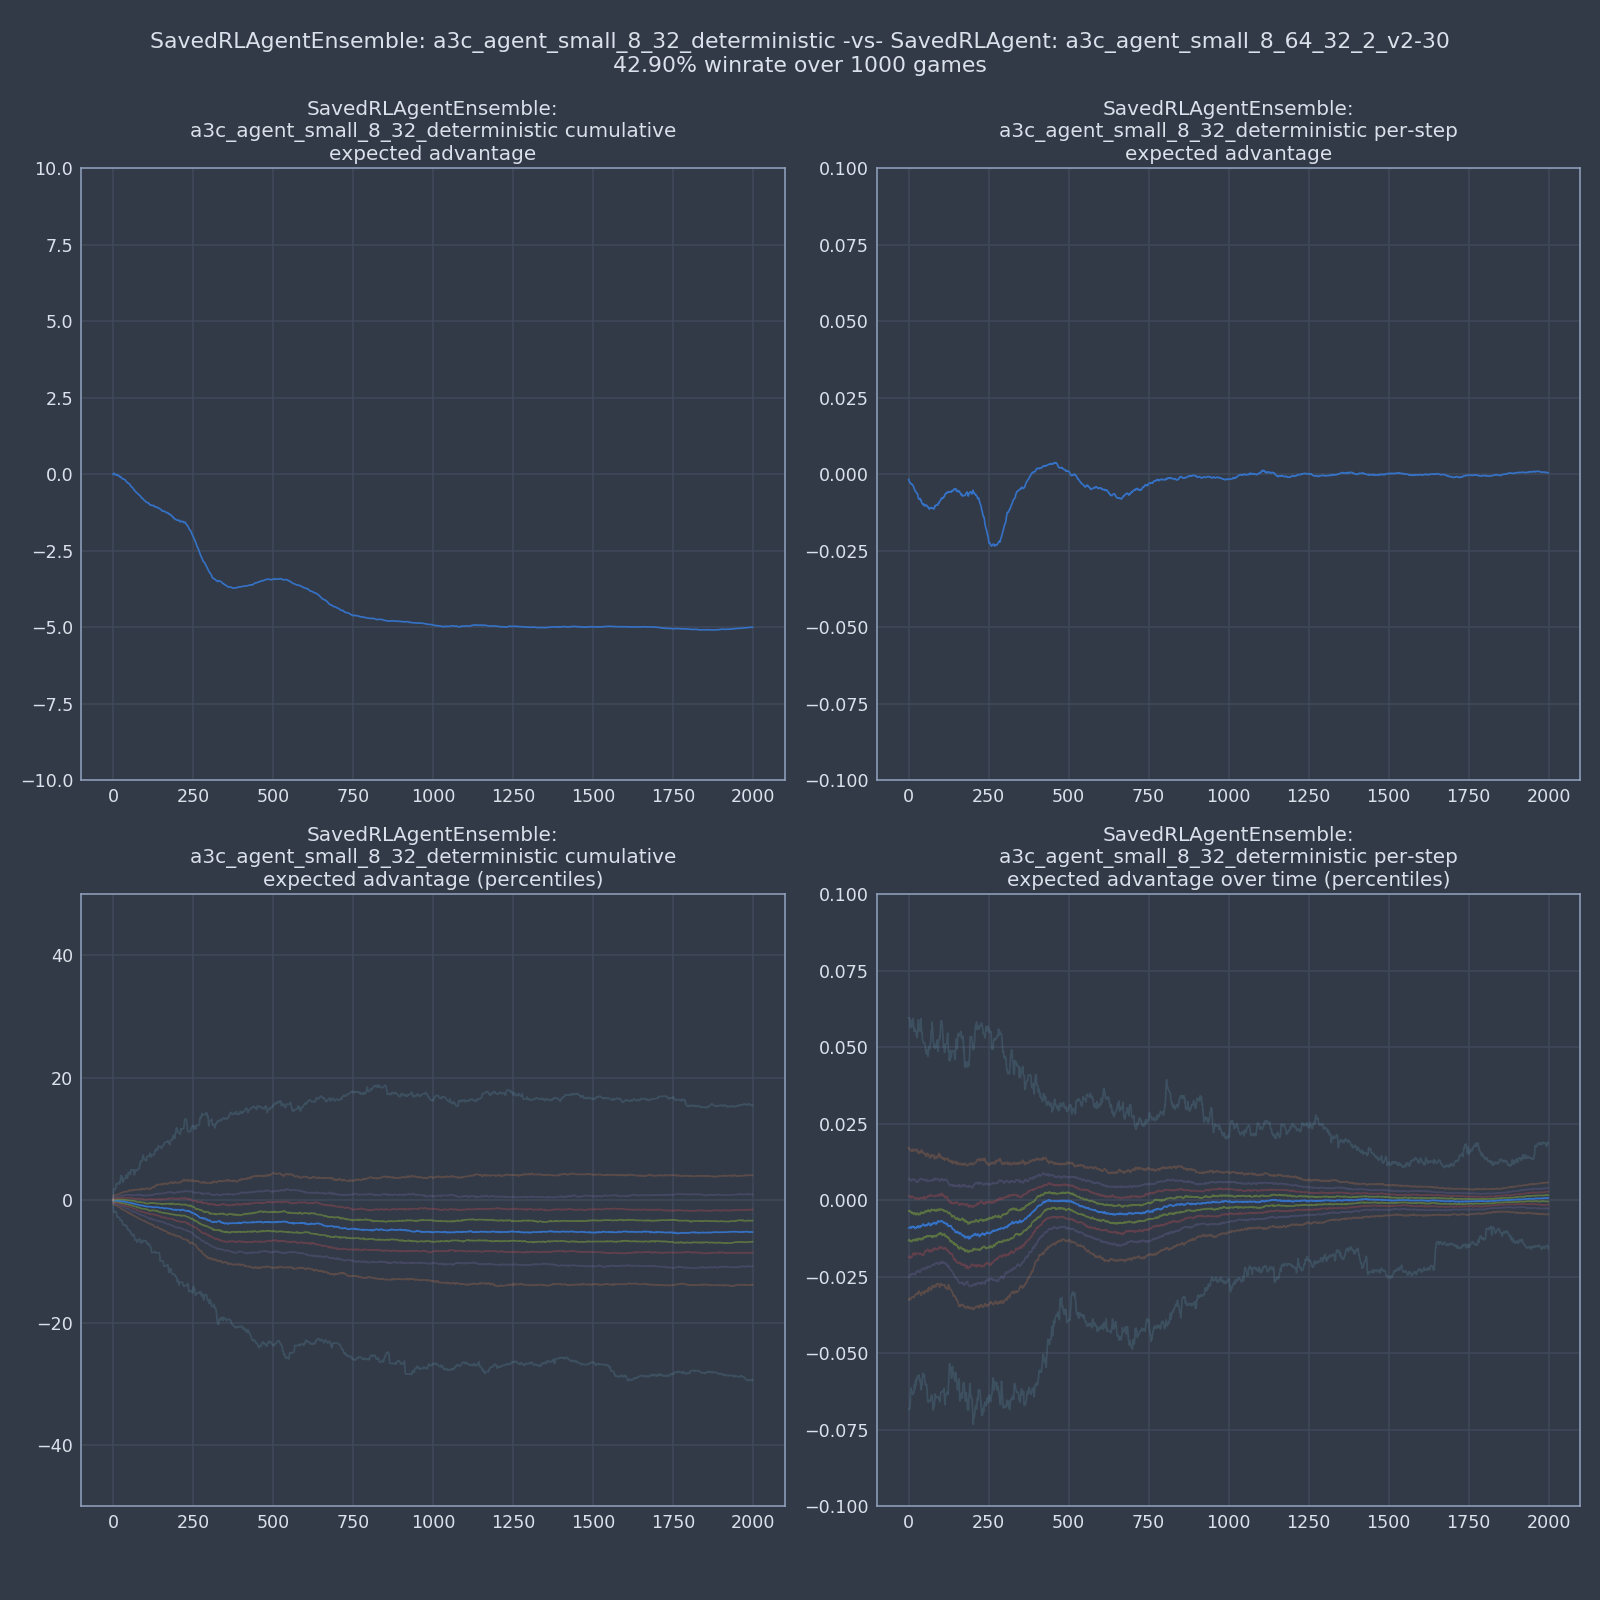 SavedRLAgentEnsemble: a3c_agent_small_8_32_deterministic -vs- SavedRLAgent: a3c_agent_small_8_64_32_2_v2-30
42.90% winrate over 1000 games
SavedRLAgentEnsemble:
a3c_agent_small_8_32_deterministic cumulative
expected advantage
10.0
7.5
5.0
2.5
0.0
−2.5
−5.0
−7.5
−10.0
0 250 500 750 1000 1250 1500 1750 2000
SavedRLAgentEnsemble:
a3c_agent_small_8_32_deterministic per-step
expected advantage
0.100
0.075
0.050
0.025
0.000
−0.025
−0.050
−0.075
−0.100
0 250 500 750 1000 1250 1500 1750 2000
SavedRLAgentEnsemble:
a3c_agent_small_8_32_deterministic cumulative
expected advantage (percentiles)
40
20
0
−20
−40
0 250 500 750 1000 1250 1500 1750 2000
SavedRLAgentEnsemble:
a3c_agent_small_8_32_deterministic per-step
expected advantage over time (percentiles)
0.100
0.075
0.050
0.025
0.000
−0.025
−0.050
−0.075
−0.100
0 250 500 750 1000 1250 1500 1750 2000